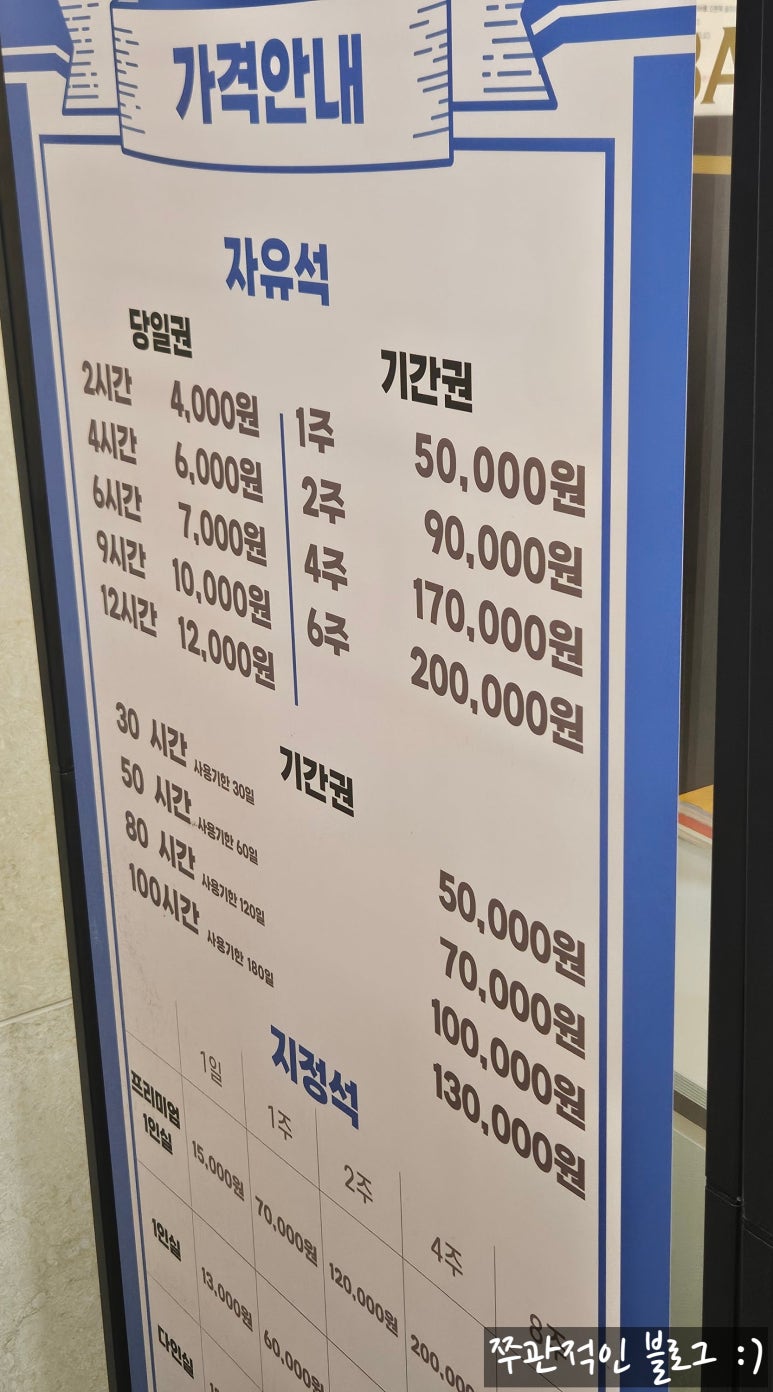 가격안내
자유석
당일권
2시간 4,000원
4시간 6,000원
6시간 7,000원
9시간 10,000원
12시간 12,000원
기간권
1주 50,000원
2주 90,000원
4주 170,000원
6주 200,000원
기간권
30 시간 사용기한 30일 50,000원
50 시간 사용기한 60일 70,000원
80 시간 사용기한 120일 100,000원
100시간 사용기한 180일 130,000원
지정석
1일 1주 2주 4주 8주
프리미엄
1인실 15,000원 70,000원 120,000원 200,000
1인실 13,000원 60,000원
다인실
쭈관적인 블로그 :)